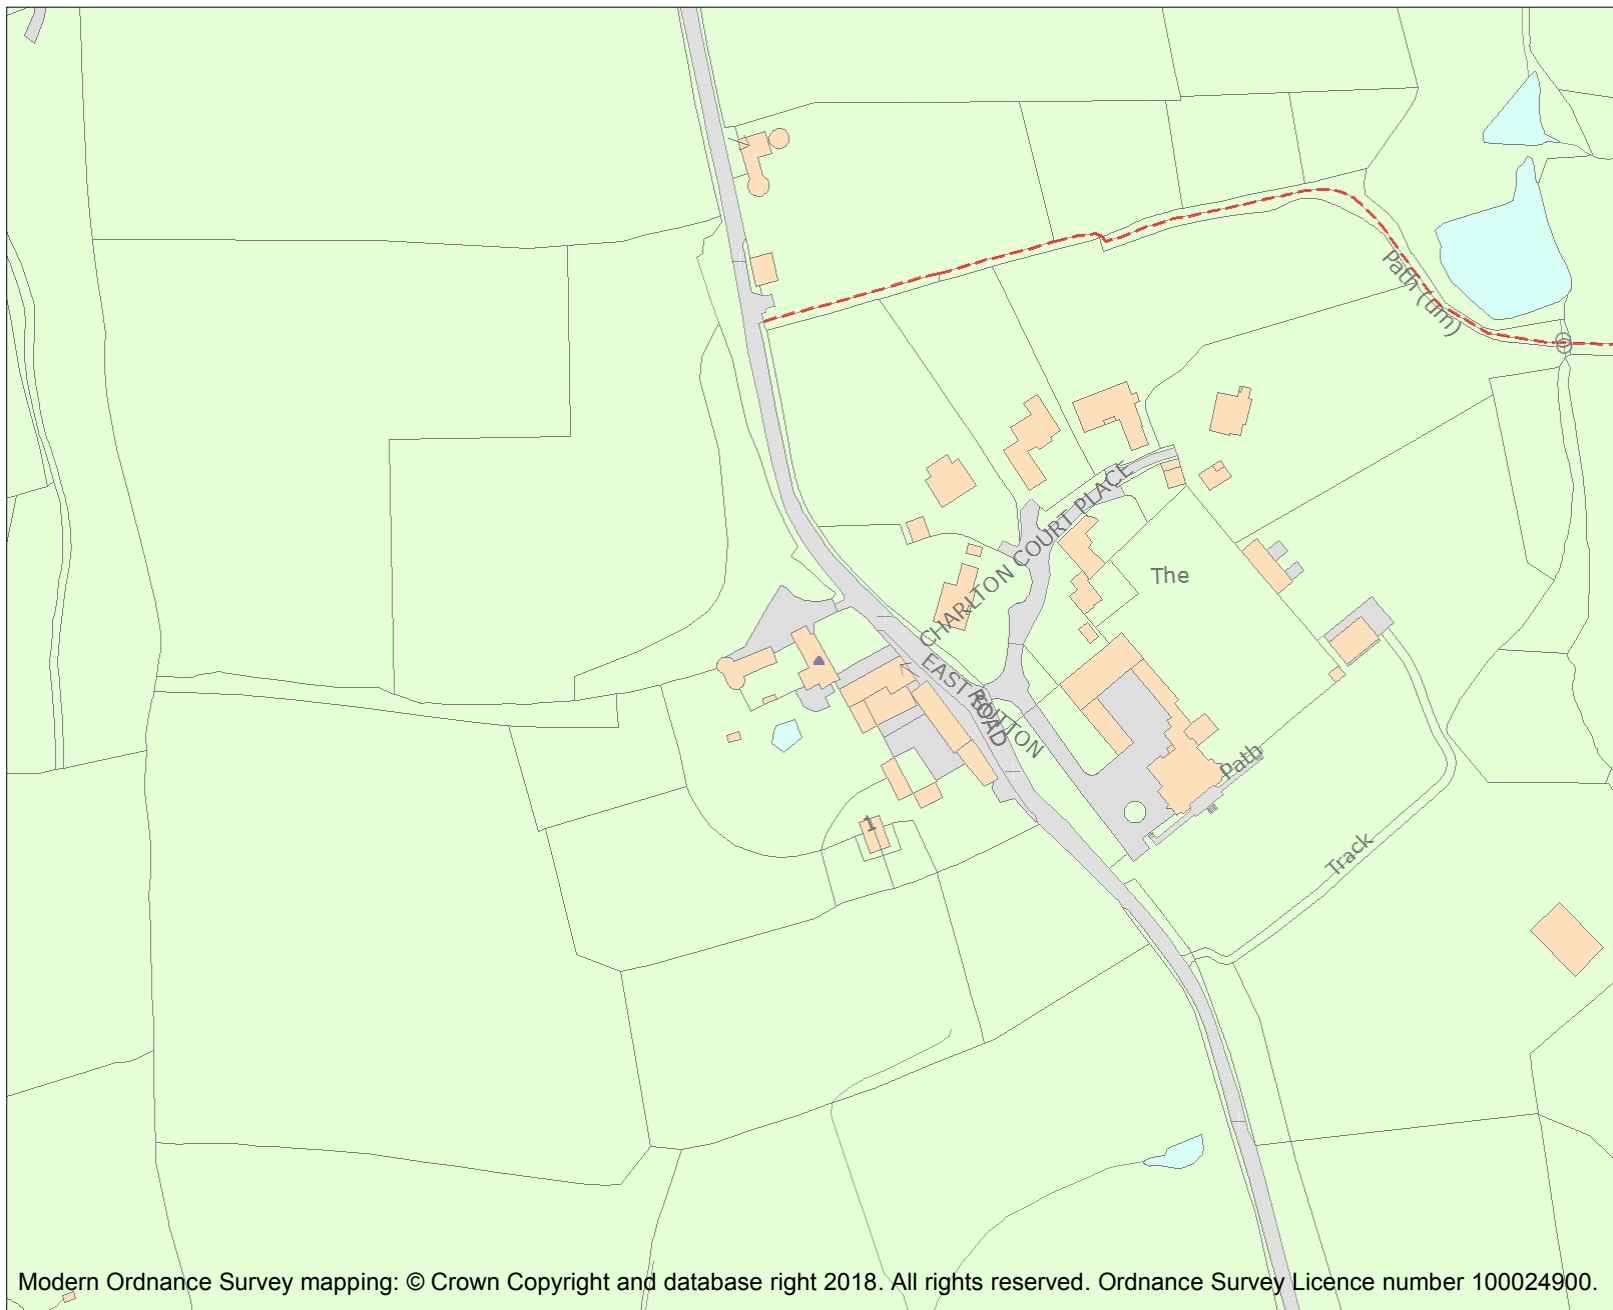 Path (um)
CHARLTON COURT PLACE
The
EAST SUTTON
ROAD
Path
1
Track
Modern Ordnance Survey mapping: © Crown Copyright and database right 2018. All rights reserved. Ordnance Survey Licence number 100024900.